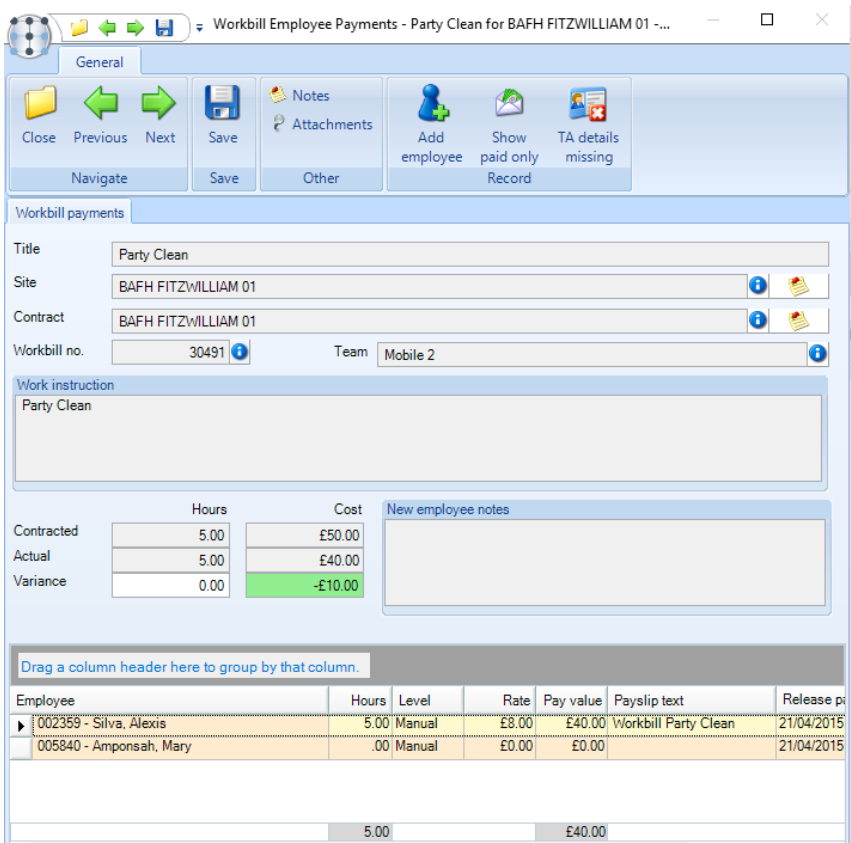 Workbill Employee Payments - Party Clean for BAFH FITZWILLIAM 01 -...
General
Close Previous Next Save Notes Attachments Add employee Show paid only TA details missing
Navigate Save Other Record
Workbill payments
Title Party Clean
Site BAFH FITZWILLIAM 01
Contract BAFH FITZWILLIAM 01
Workbill no. 30491 Team Mobile 2
Work instruction
Party Clean
Hours Cost New employee notes
Contracted 5.00 £50.00
Actual 5.00 £40.00
Variance 0.00 -£10.00
Drag a column header here to group by that column.
Employee Hours Level Rate Pay value Payslip text Release pa
002359 - Silva, Alexis 5.00 Manual £8.00 £40.00 Workbill Party Clean 21/04/2015
005840 - Amponsah, Mary .00 Manual £0.00 £0.00 21/04/2015
5.00 £40.00